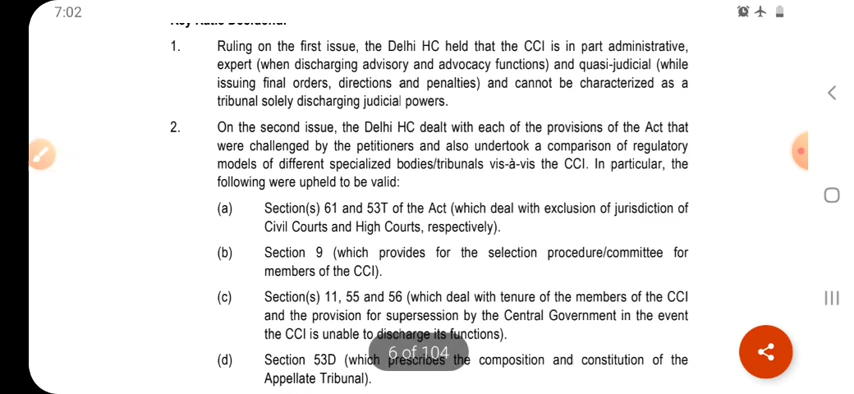 7:02
1. Ruling on the first issue, the Delhi HC held that the CCI is in part administrative,
expert (when discharging advisory and advocacy functions) and quasi-judicial (while
issuing final orders, directions and penalties) and cannot be characterized as a
tribunal solely discharging judicial powers.
2. On the second issue, the Delhi HC dealt with each of the provisions of the Act that
were challenged by the petitioners and also undertook a comparison of regulatory
models of different specialized bodies/tribunals vis-à-vis the CCI. In particular, the
following were upheld to be valid:
(a) Section(s) 61 and 53T of the Act (which deal with exclusion of jurisdiction of
Civil Courts and High Courts, respectively).
(b) Section 9 (which provides for the selection procedure/committee for
members of the CCI).
(c) Section(s) 11, 55 and 56 (which deal with tenure of the members of the CCI
and the provision for supersession by the Central Government in the event
the CCI is unable to discharge its functions).
6 of 104
(d) Section 53D (which prescribes the composition and constitution of the
Appellate Tribunal).